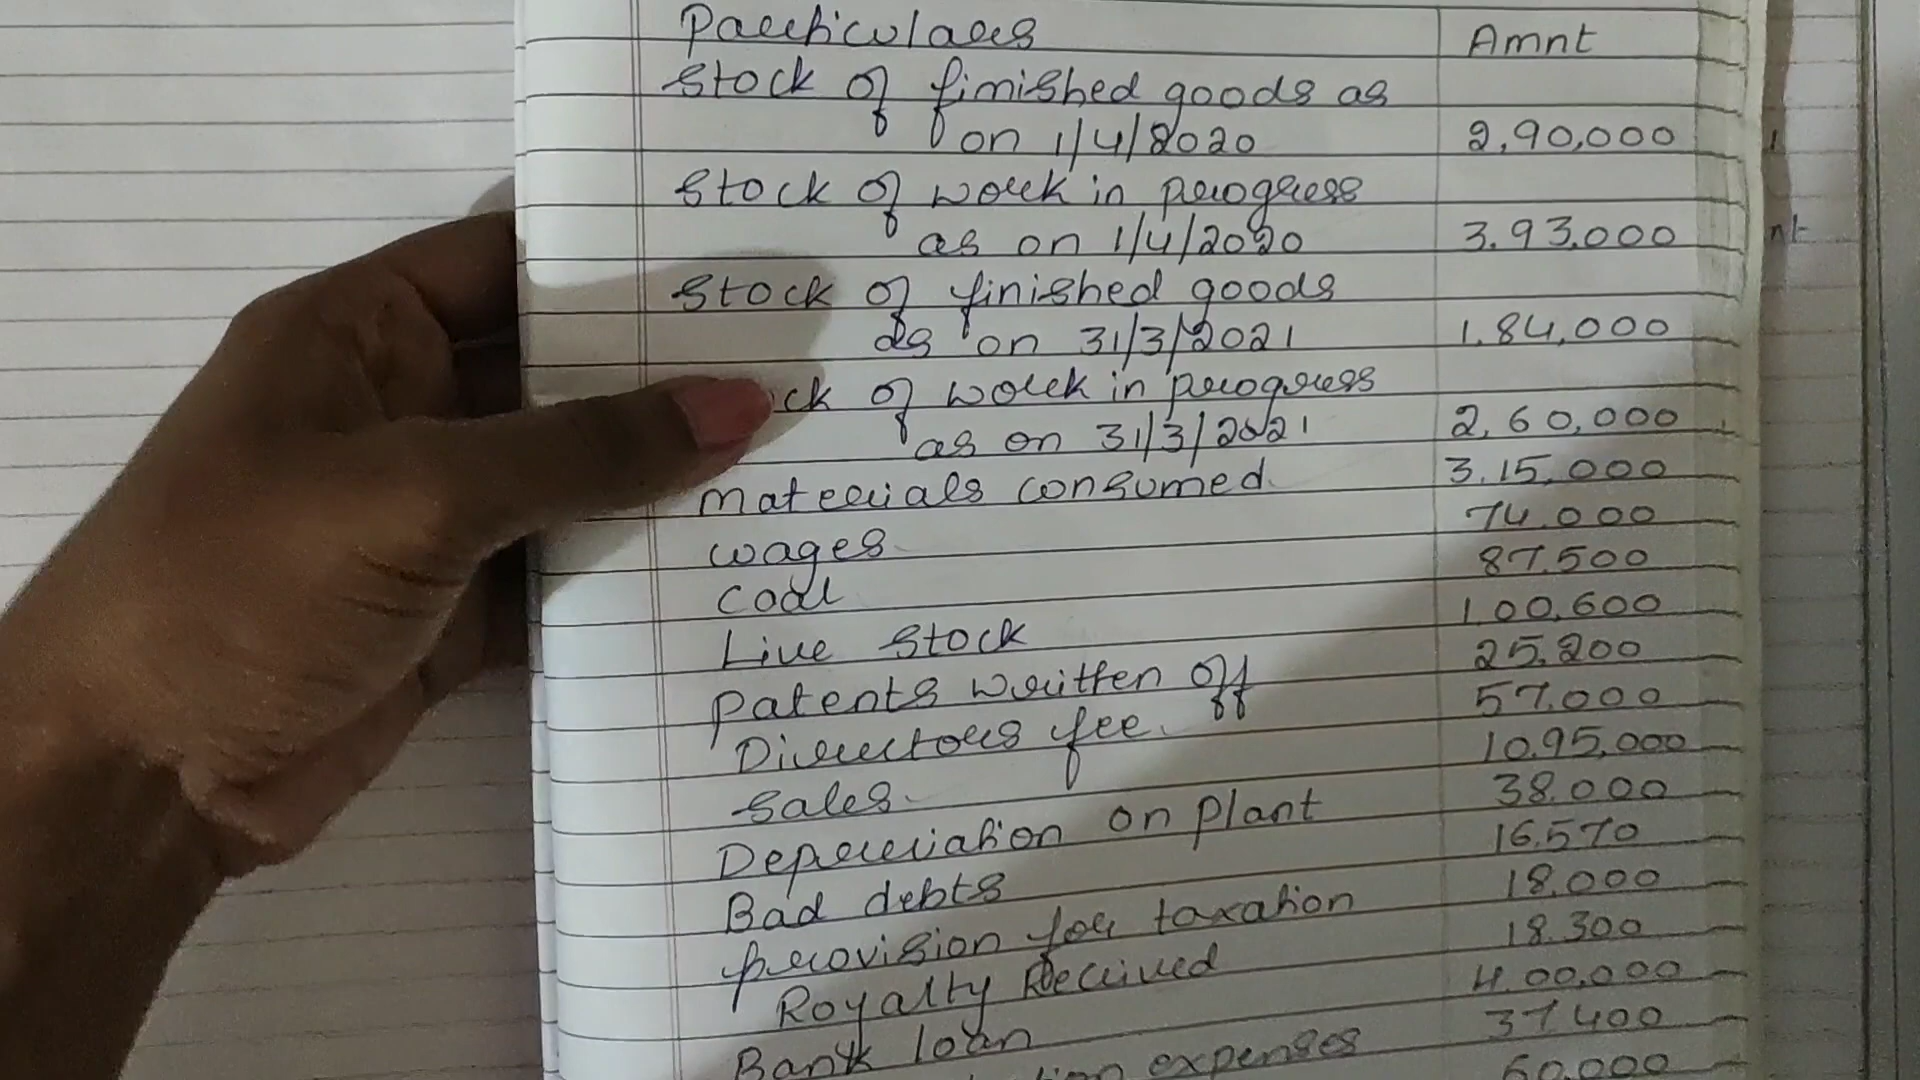 Particulars Amnt
Stock of finished goods as
on 1/4/2020 2,90,000
Stock of work in progress
as on 1/4/2020 3,93,000
Stock of finished goods
as on 31/3/2021 1,84,000
of work in progress
as on 31/3/2021 2,60,000
Materials consumed. 3,15,000
wages 74,000
coal 87,500
Live stock 1,00,600
patents written off 25,200
Directors fee. 57,000
Sales 10,95,000
Depreciation on plant 38,000
Bad debts 16,570
provision for taxation 18,000
Royalty Received 18,300
Bank loan 4,00,000
expenses 37,400
60,000